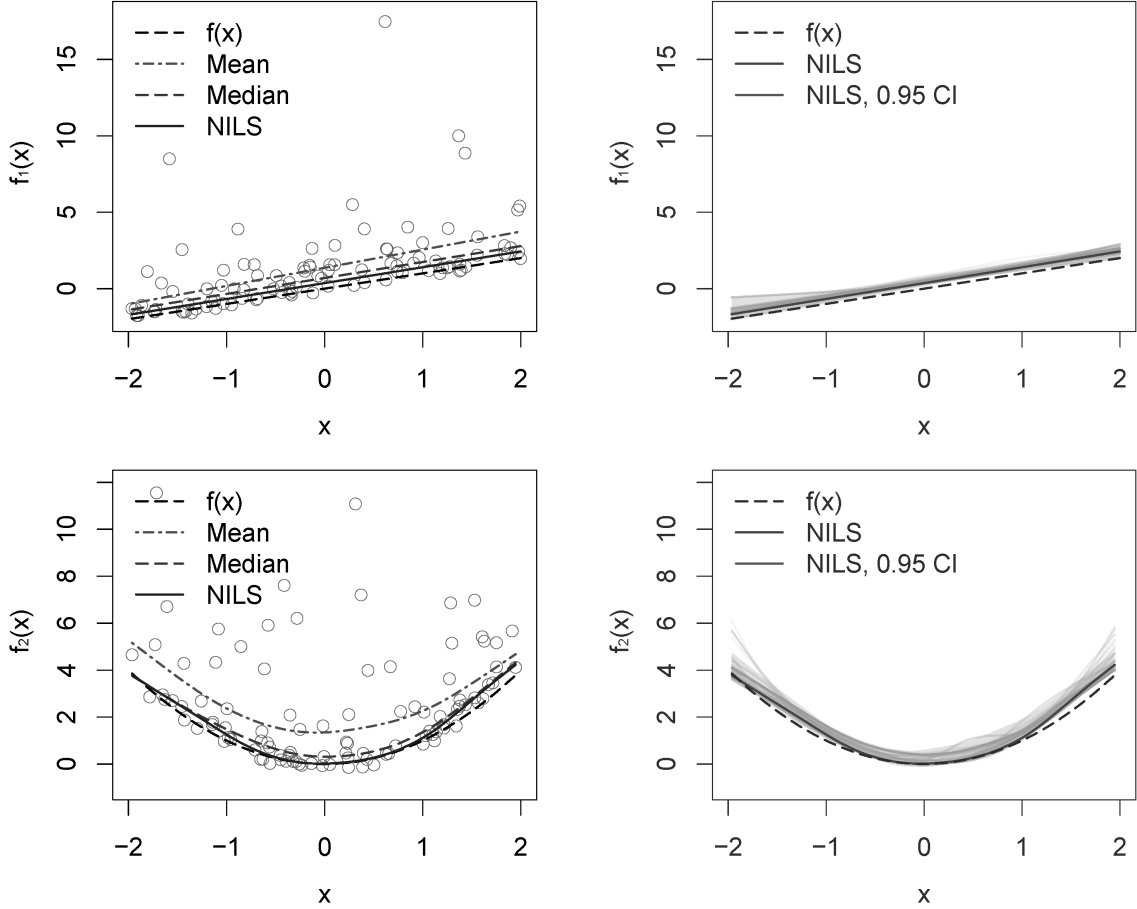 f(x)
Mean
Median
NILS
f₁(x)
15
10
5
0
−2 −1 0 1 2
x
f(x)
NILS
NILS, 0.95 CI
f₁(x)
15
10
5
0
−2 −1 0 1 2
x
f(x)
Mean
Median
NILS
f₂(x)
10
8
6
4
2
0
−2 −1 0 1 2
x
f(x)
NILS
NILS, 0.95 CI
f₂(x)
10
8
6
4
2
0
−2 −1 0 1 2
x